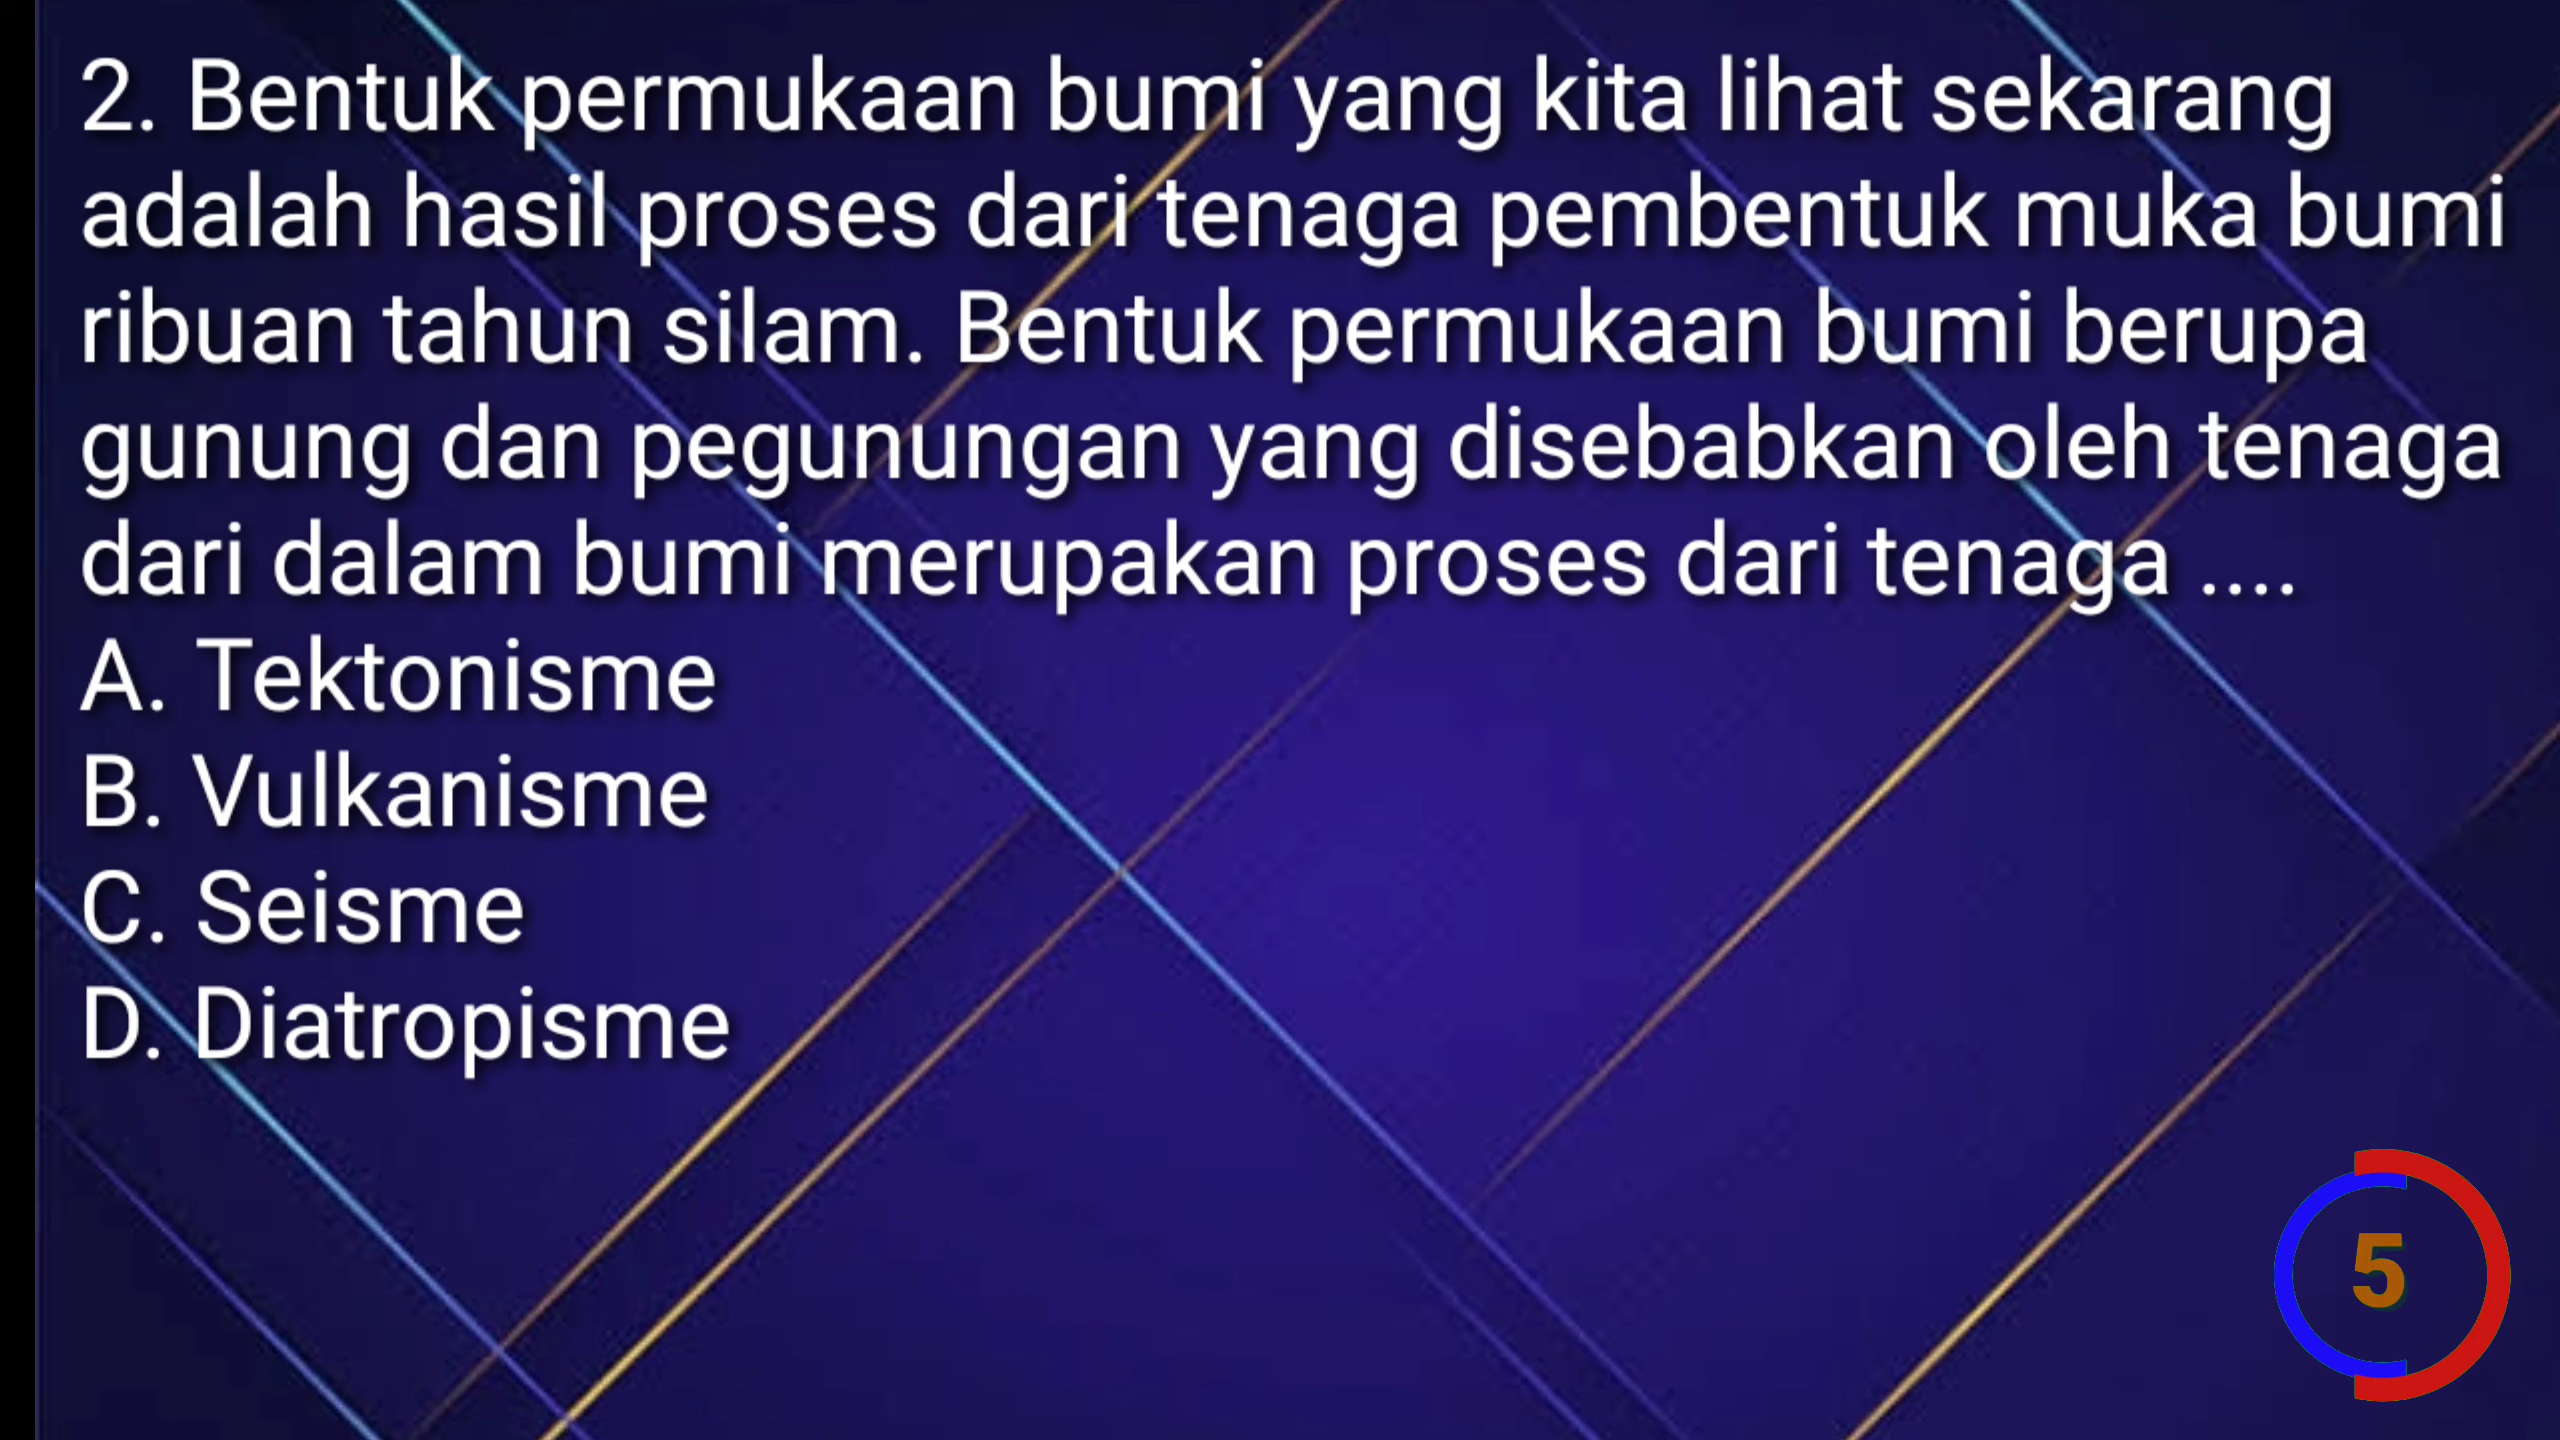 2. Bentuk permukaan bumi yang kita lihat sekarang
adalah hasil proses dari tenaga pembentuk muka bumi
ribuan tahun silam. Bentuk permukaan bumi berupa
gunung dan pegunungan yang disebabkan oleh tenaga
dari dalam bumi merupakan proses dari tenaga ....
A. Tektonisme
B. Vulkanisme
C. Seisme
D. Diatropisme
5